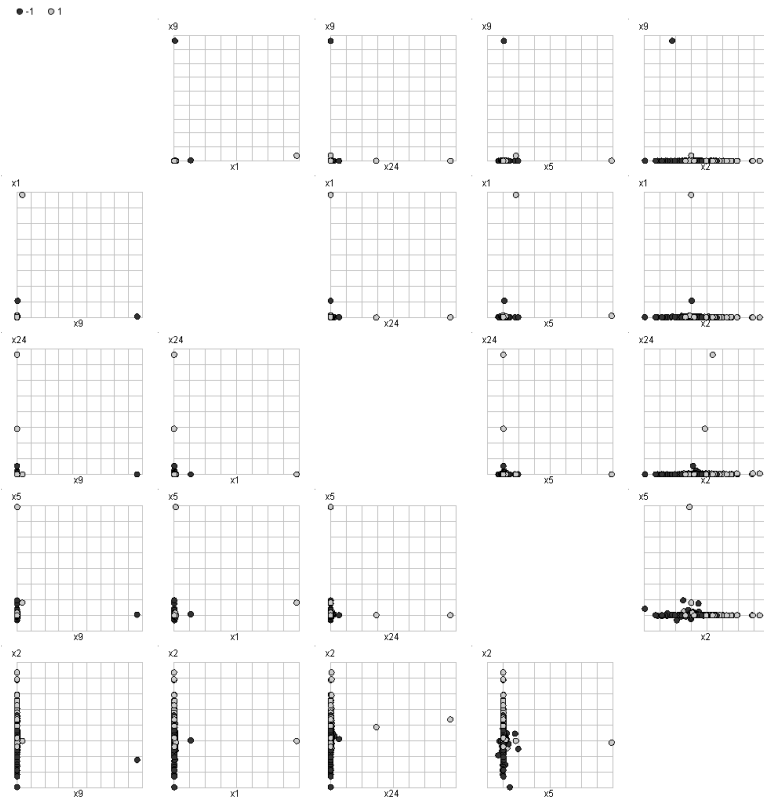 -1 1
x9 x9 x9 x9
x1 x24 x5 x2
x1 x1 x1 x1
x9 x24 x5 x2
x24 x24 x24 x24
x9 x1 x5 x2
x5 x5 x5 x5
x9 x1 x24 x2
x2 x2 x2 x2
x9 x1 x24 x5